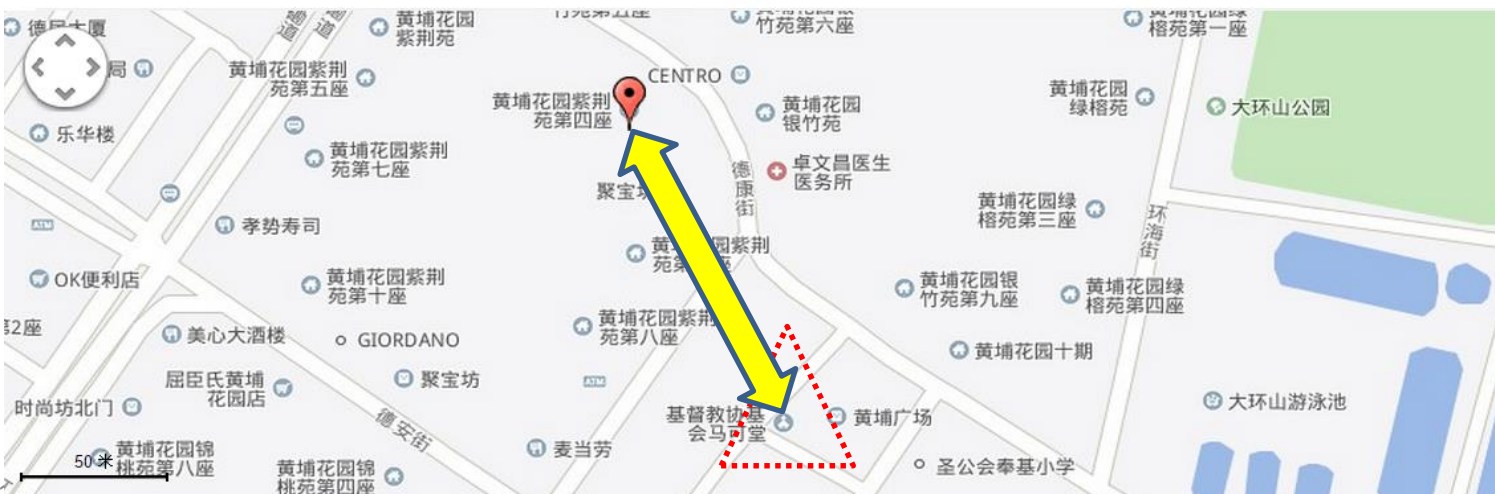 德民大厦
黄埔花园
紫荆苑
竹苑第五座
黄埔花园银
竹苑第六座
黄埔花园绿
榕苑第一座
局
黄埔花园紫荆
苑第五座
黄埔花园紫荆
苑第四座
CENTRO
黄埔花园
银竹苑
黄埔花园
绿榕苑
大环山公园
乐华楼
黄埔花园紫荆
苑第七座
德康街
卓文昌医生
医务所
聚宝坊
黄埔花园绿
榕苑第三座
环海街
ATM
孝势寿司
OK便利店
黄埔花园紫荆
苑第十座
黄埔花园银
竹苑第九座
黄埔花园绿
榕苑第四座
第2座
美心大酒楼
GIORDANO
黄埔花园紫荆
苑第八座
黄埔花园十期
屈臣氏黄埔
花园店
聚宝坊
ATM
时尚坊北门
德安街
基督教协基
会马可堂
黄埔广场
大环山游泳池
黄埔花园锦
桃苑第八座
50 米
黄埔花园锦
桃苑第四座
麦当劳
圣公会奉基小学